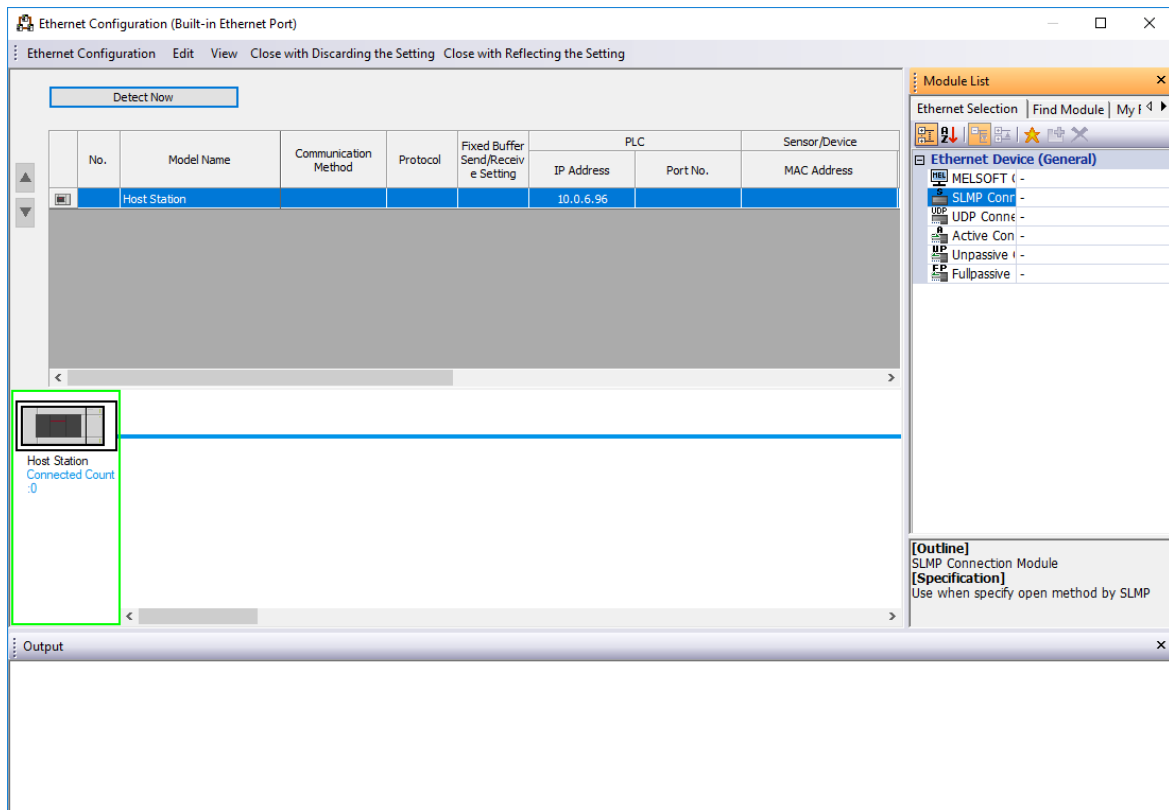 Ethernet Configuration (Built-in Ethernet Port)
Ethernet Configuration Edit View Close with Discarding the Setting Close with Reflecting the Setting
Detect Now
No.
Model Name
Communication
Method
Protocol
Fixed Buffer
Send/Receiv
e Setting
PLC
IP Address
Port No.
Sensor/Device
MAC Address
Host Station
10.0.6.96
Host Station
Connected Count
:0
Module List
Ethernet Selection Find Module My F
Ethernet Device (General)
MELSOFT C -
SLMP Conr -
UDP Conne -
Active Con -
Unpassive ( -
Fullpassive -
[Outline]
SLMP Connection Module
[Specification]
Use when specify open method by SLMP
Output